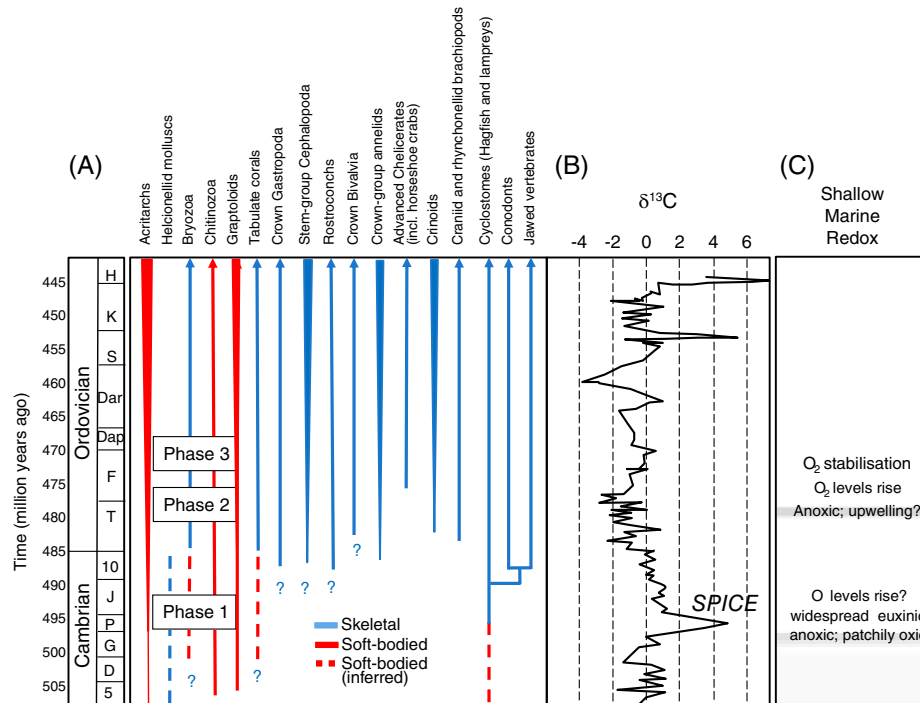 (A)
Acritarchs
Helcionellid molluscs
Bryozoa
Chitinozoa
Graptoloids
Tabulate corals
Crown Gastropoda
Stem-group Cephalopoda
Rostroconchs
Crown Bivalvia
Crown-group annelids
Advanced Chelicerates
(incl. horseshoe crabs)
Crinoids
Craniid and rhynchonellid brachiopods
Cyclostomes (Hagfish and lampreys)
Conodonts
Jawed vertebrates
(B)
δ13C
-4 -2 0 2 4 6
(C)
Shallow
Marine
Redox
Time (million years ago)
445
450
455
460
465
470
475
480
485
490
495
500
505
Ordovician
Cambrian
H
K
S
Dar
Dap
F
T
10
J
P
G
D
5
Phase 3
Phase 2
Phase 1
?
? ? ?
? ?
Skeletal
Soft-bodied
Soft-bodied
(inferred)
SPICE
O2 stabilisation
O2 levels rise
Anoxic; upwelling?
O levels rise?
widespread euxini
anoxic; patchily oxi